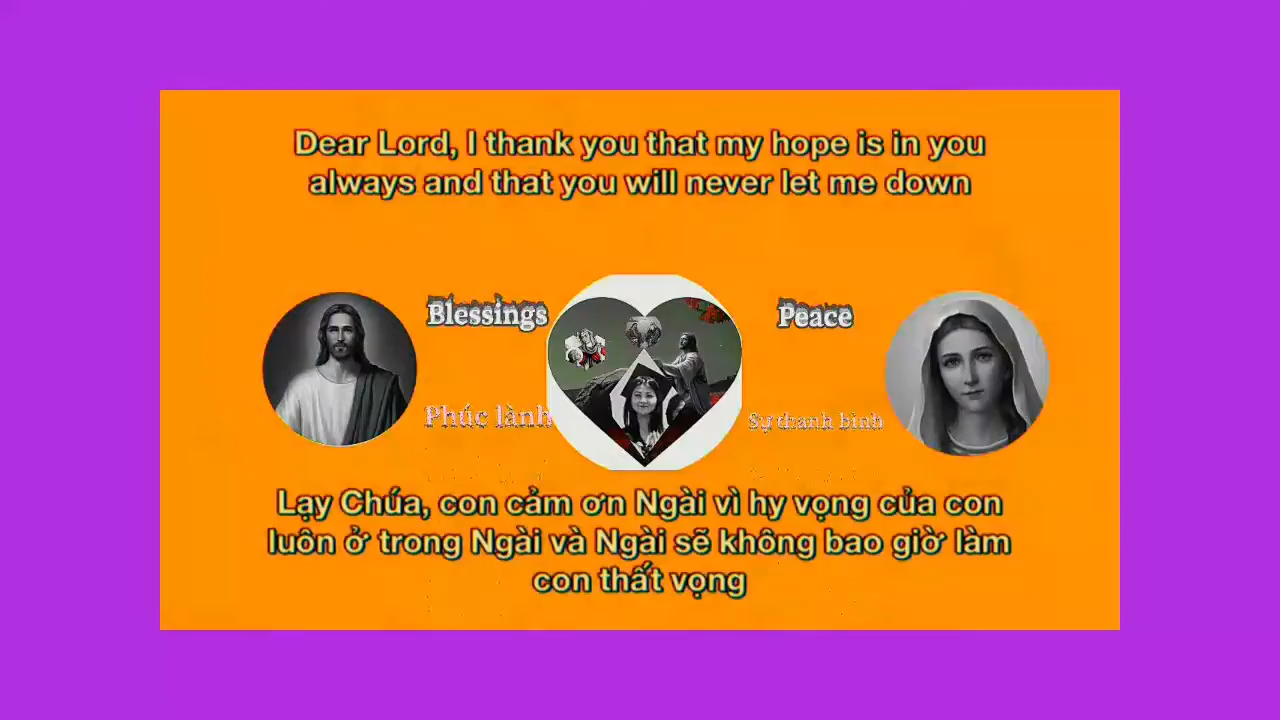 Dear Lord, I thank you that my hope is in you
always and that you will never let me down
Blessings
Peace
Phúc lành
Sự thanh bình
Lạy Chúa, con cảm ơn Ngài vì hy vọng của con
luôn ở trong Ngài và Ngài sẽ không bao giờ làm
con thất vọng